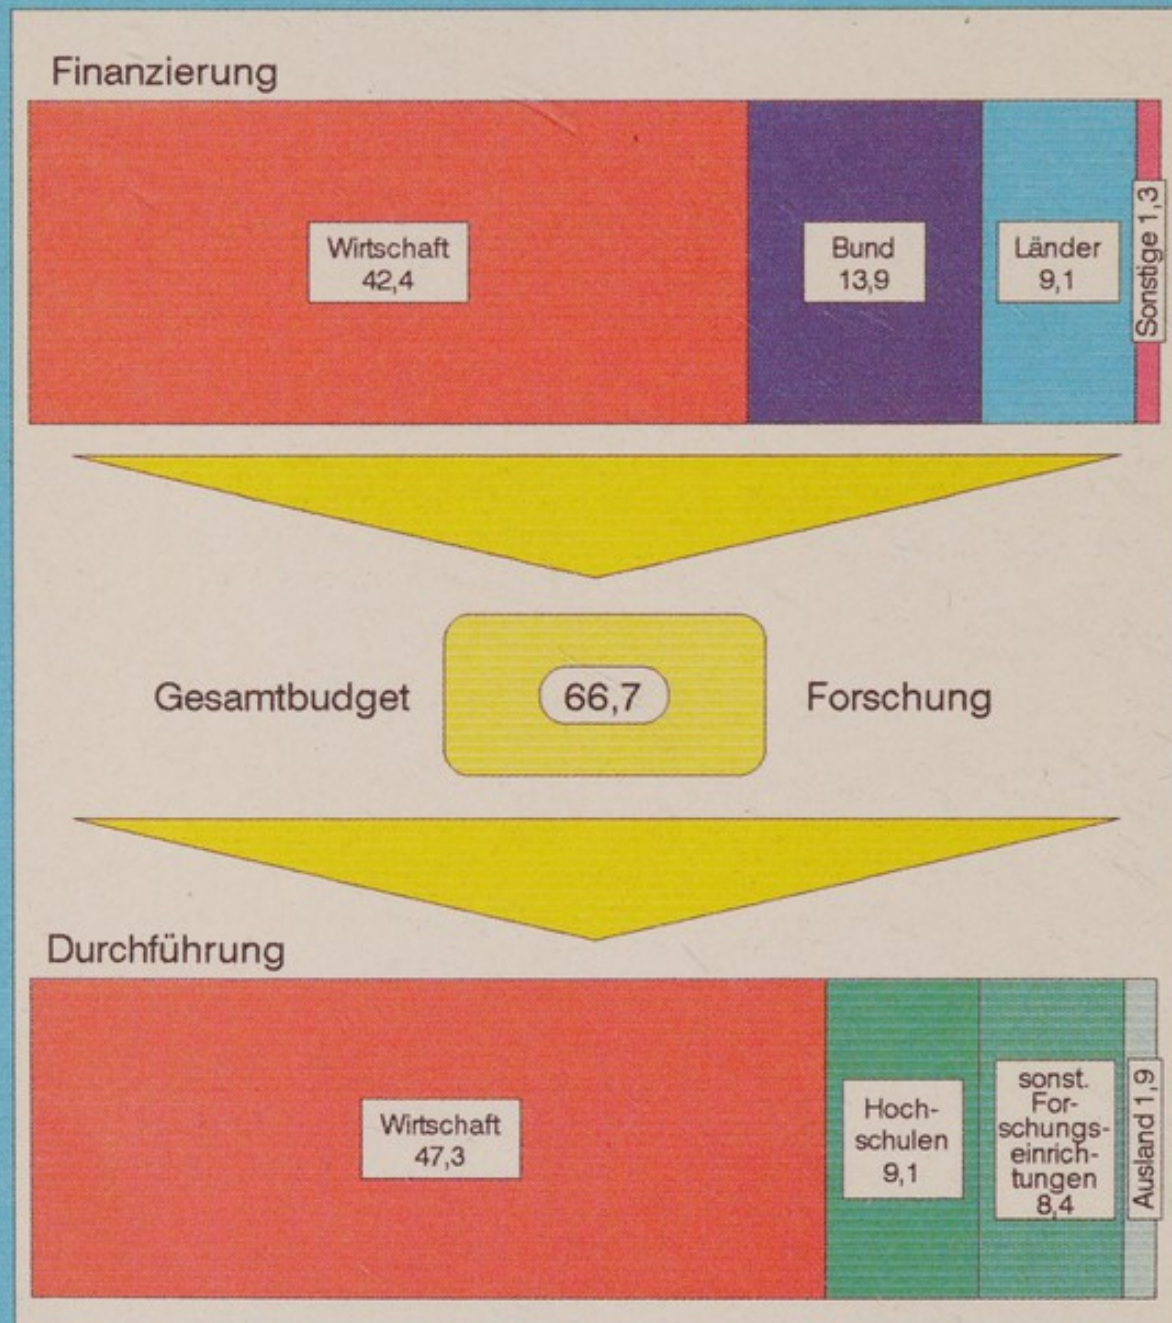 Finanzierung
Wirtschaft
42,4
Bund
13,9
Länder
9,1
Sonstige 1,3
Gesamtbudget
66,7
Forschung
Durchführung
Wirtschaft
47,3
Hoch-
schulen
9,1
sonst.
For-
schungs-
einrich-
tungen
8,4
Ausland 1,9